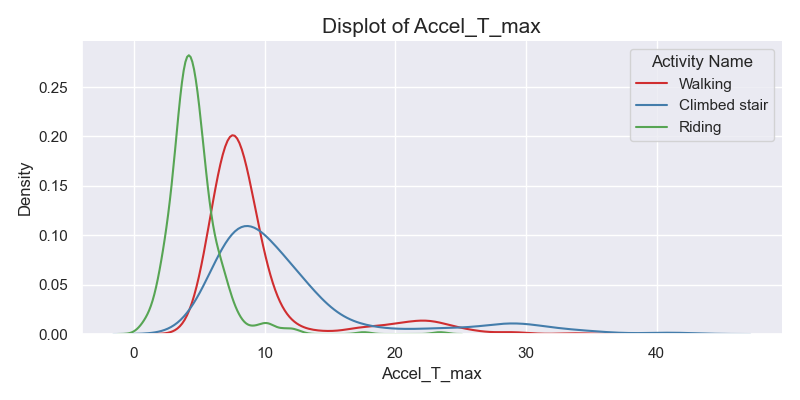 Displot of Accel_T_max
Activity Name
Walking
Climbed stair
Riding
Density
0.25
0.20
0.15
0.10
0.05
0.00
0 10 20 30 40
Accel_T_max